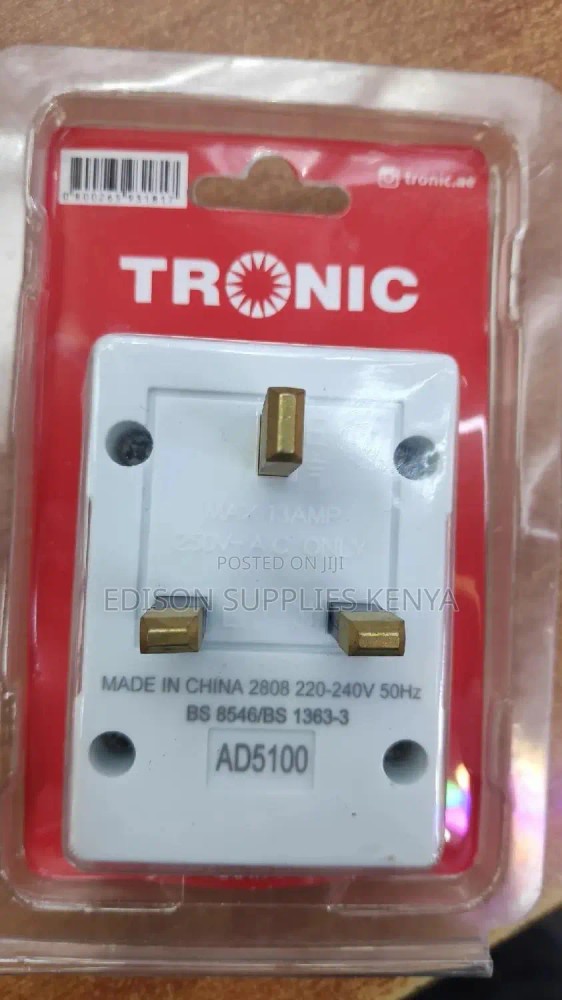 tronic.ae
TRONIC
MAX 13AMP
250V~ A.C. ONLY
POSTED ON JIJI
EDISON SUPPLIES KENYA
MADE IN CHINA 2808 220-240V 50Hz
BS 8546/BS 1363-3
AD5100